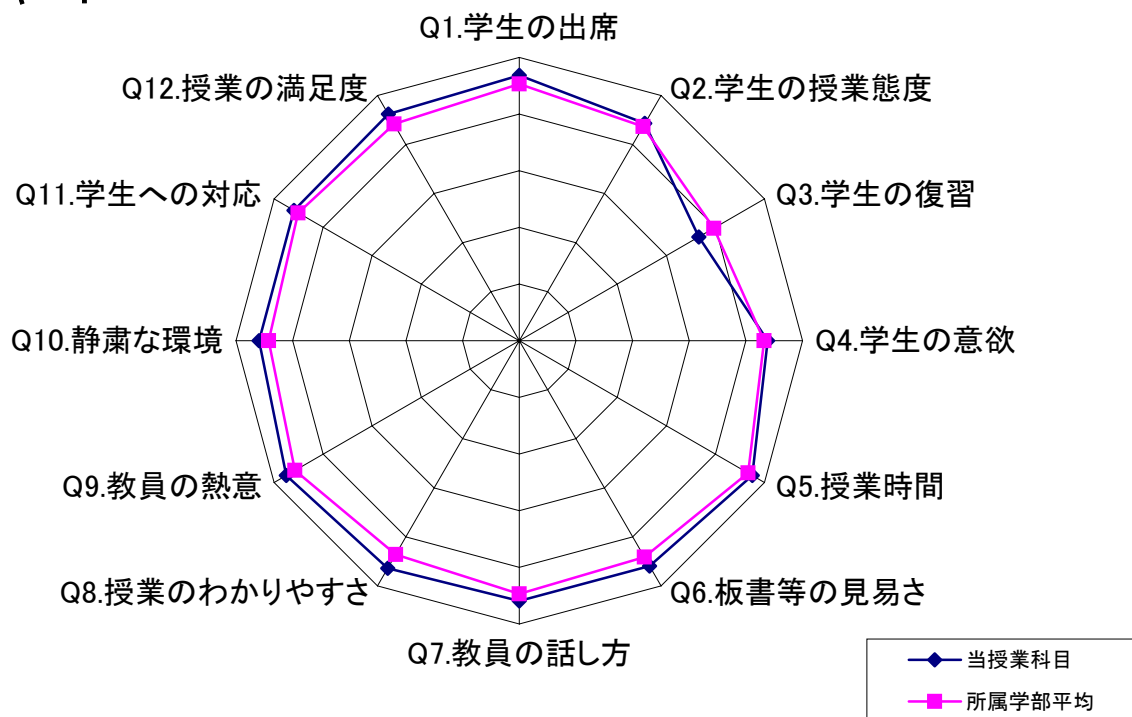 Q1.学生の出席
Q2.学生の授業態度
Q3.学生の復習
Q4.学生の意欲
Q5.授業時間
Q6.板書等の見易さ
Q7.教員の話し方
Q8.授業のわかりやすさ
Q9.教員の熱意
Q10.静粛な環境
Q11.学生への対応
Q12.授業の満足度
当授業科目
所属学部平均